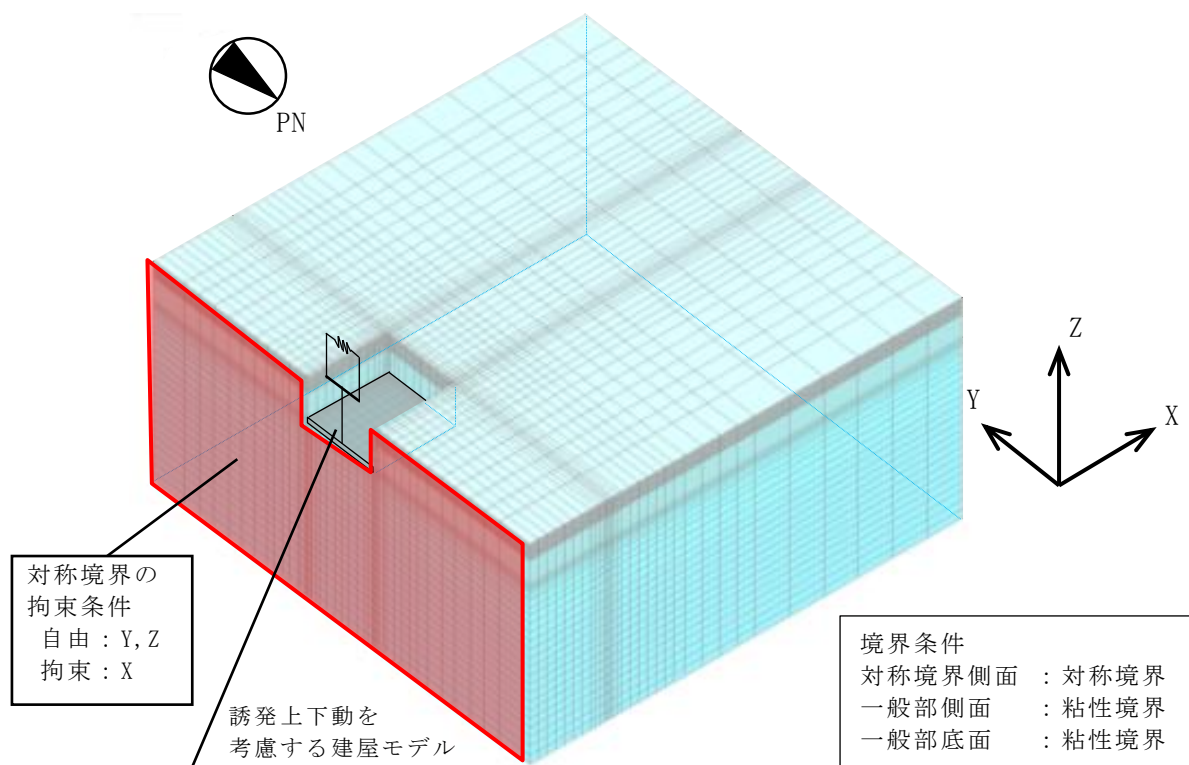 PN
Z
Y
X
対称境界の
拘束条件
自由：Y,Z
拘束：X
誘発上下動を
考慮する建屋モデル
境界条件
対称境界側面 ：対称境界
一般部側面 ：粘性境界
一般部底面 ：粘性境界